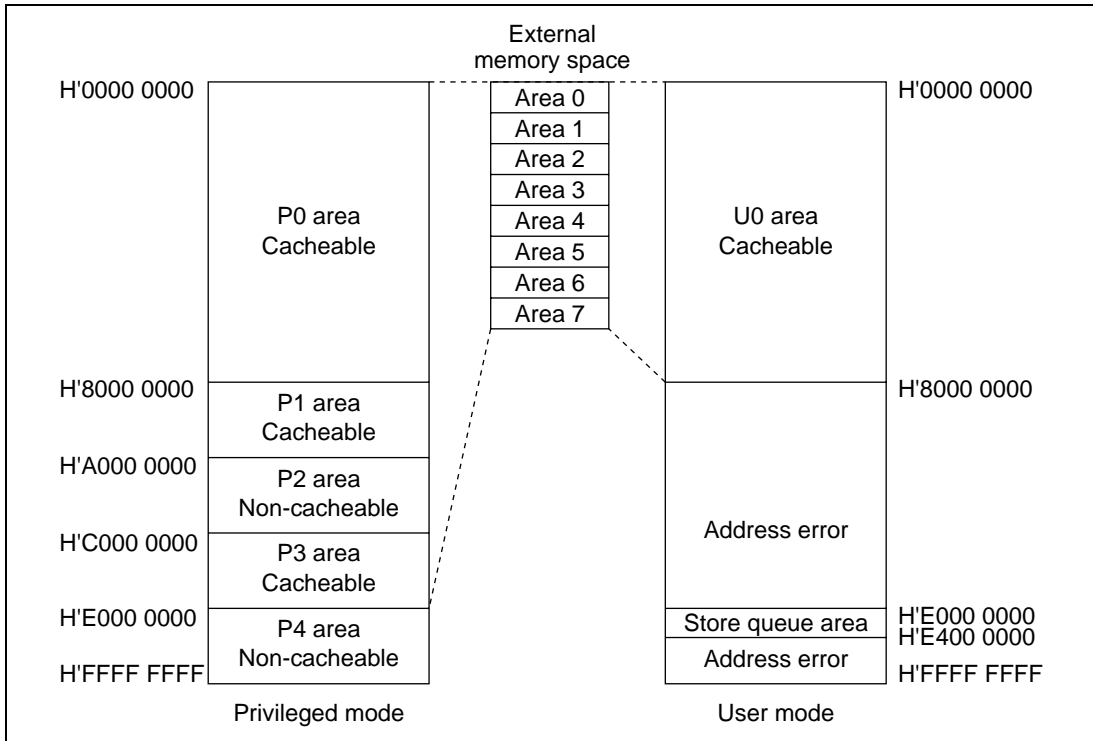 External
memory space
H'0000 0000
Area 0
H'0000 0000
Area 1
Area 2
Area 3
P0 area
Cacheable
Area 4
U0 area
Cacheable
Area 5
Area 6
Area 7
H'8000 0000
H'8000 0000
P1 area
Cacheable
H'A000 0000
P2 area
Non-cacheable
H'C000 0000
Address error
P3 area
Cacheable
H'E000 0000
Store queue area
H'E000 0000
H'E400 0000
P4 area
Non-cacheable
Address error
H'FFFF FFFF
H'FFFF FFFF
Privileged mode
User mode